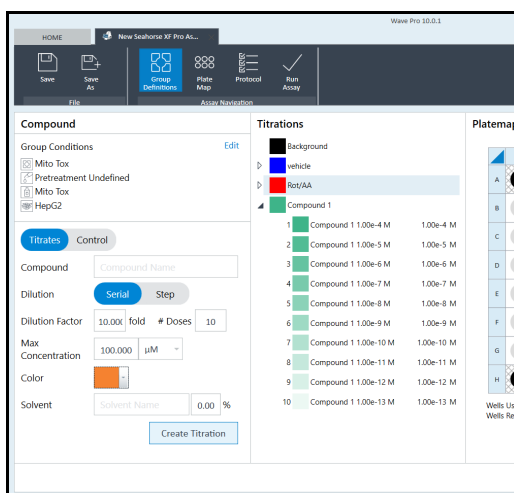 Wave Pro 10.0.1
HOME
New Seahorse XF Pro As...
Save
Save As
Group Definitions
Plate Map
Protocol
Run Assay
File
Assay Navigation
Compound
Group Conditions Edit
Mito Tox
Pretreatment Undefined
Mito Tox
HepG2
Titrates Control
Compound Compound Name
Dilution Serial Step
Dilution Factor 10.00( fold # Doses 10
Max Concentration 100.000 µM
Color
Solvent Solvent Name 0.00 %
Create Titration
Titrations
Background
vehicle
Rot/AA
Compound 1
1 Compound 1 1.00e-4 M 1.00e-4 M
2 Compound 1 1.00e-5 M 1.00e-5 M
3 Compound 1 1.00e-6 M 1.00e-6 M
4 Compound 1 1.00e-7 M 1.00e-7 M
5 Compound 1 1.00e-8 M 1.00e-8 M
6 Compound 1 1.00e-9 M 1.00e-9 M
7 Compound 1 1.00e-10 M 1.00e-10 M
8 Compound 1 1.00e-11 M 1.00e-11 M
9 Compound 1 1.00e-12 M 1.00e-12 M
10 Compound 1 1.00e-13 M 1.00e-13 M
Platemap
A
B
C
D
E
F
G
H
Wells Us
Wells Re